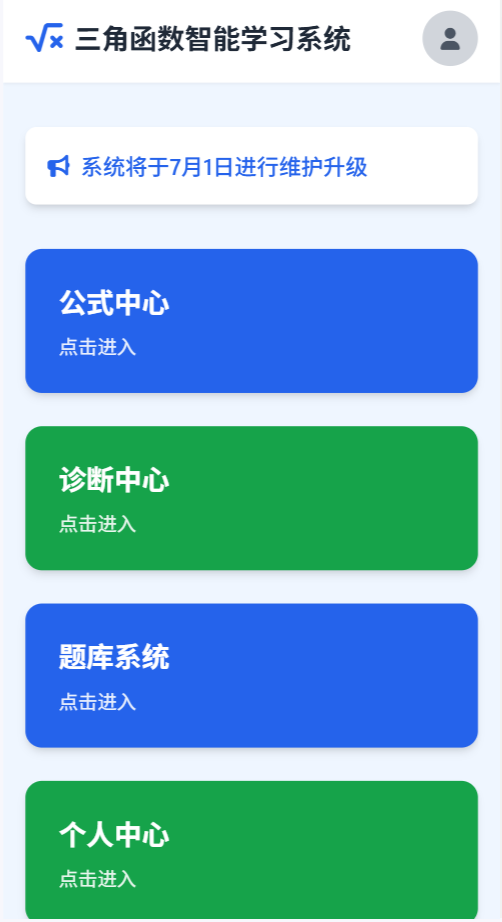 三角函数智能学习系统
系统将于7月1日进行维护升级
公式中心
点击进入
诊断中心
点击进入
题库系统
点击进入
个人中心
点击进入